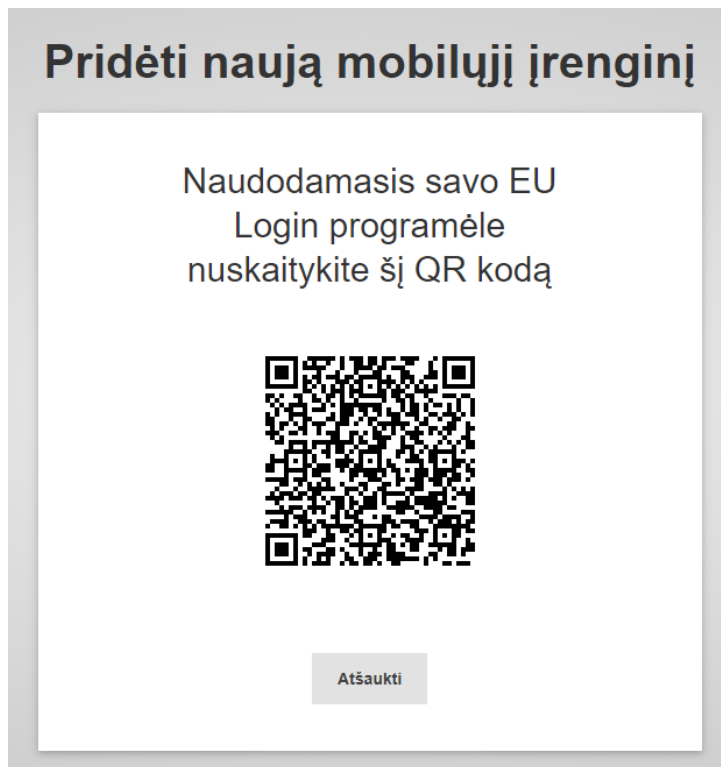 Pridėti naują mobilųjį įrenginį
Naudodamasis savo EU
Login programėle
nuskaitykite šį QR kodą
Atšaukti